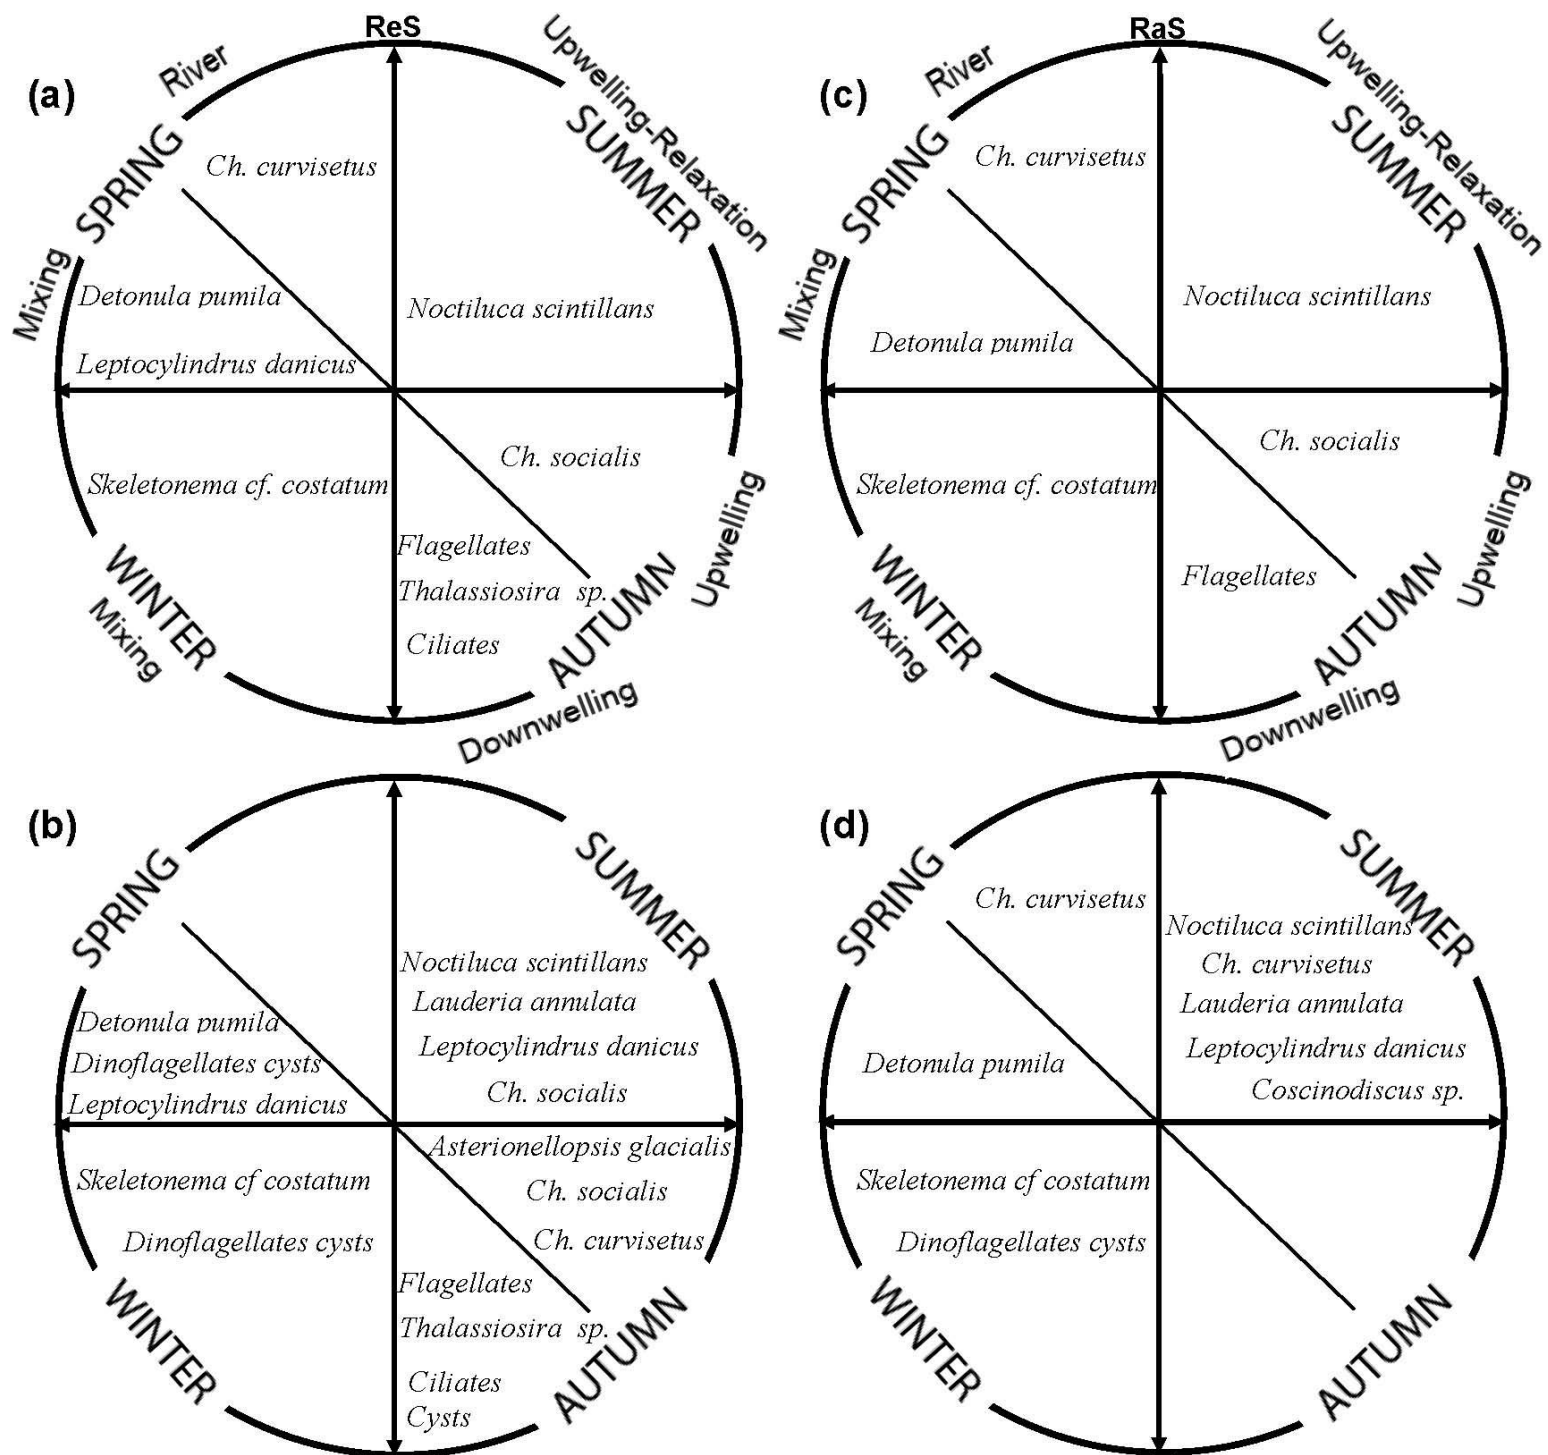 ReS
(a)
River
Upwelling-Relaxation
SPRING
SUMMER
Ch. curvisetus
Mixing
Detonula pumila
Noctiluca scintillans
Leptocylindrus danicus
Ch. socialis
Skeletonema cf. costatum
Upwelling
Flagellates
Thalassiosira sp.
WINTER
Mixing
Ciliates
AUTUMN
Downwelling
RaS
(c)
River
Upwelling-Relaxation
SPRING
SUMMER
Ch. curvisetus
Mixing
Noctiluca scintillans
Detonula pumila
Ch. socialis
Skeletonema cf. costatum
Upwelling
Flagellates
WINTER
Mixing
AUTUMN
Downwelling
(b)
SPRING
SUMMER
Noctiluca scintillans
Lauderia annulata
Detonula pumila
Leptocylindrus danicus
Dinoflagellates cysts
Ch. socialis
Leptocylindrus danicus
Asterionellopsis glacialis
Skeletonema cf costatum
Ch. socialis
Dinoflagellates cysts
Ch. curvisetus
Flagellates
Thalassiosira sp.
WINTER
AUTUMN
Ciliates
Cysts
(d)
SPRING
SUMMER
Ch. curvisetus
Noctiluca scintillans
Ch. curvisetus
Lauderia annulata
Leptocylindrus danicus
Detonula pumila
Coscinodiscus sp.
Skeletonema cf costatum
Dinoflagellates cysts
WINTER
AUTUMN